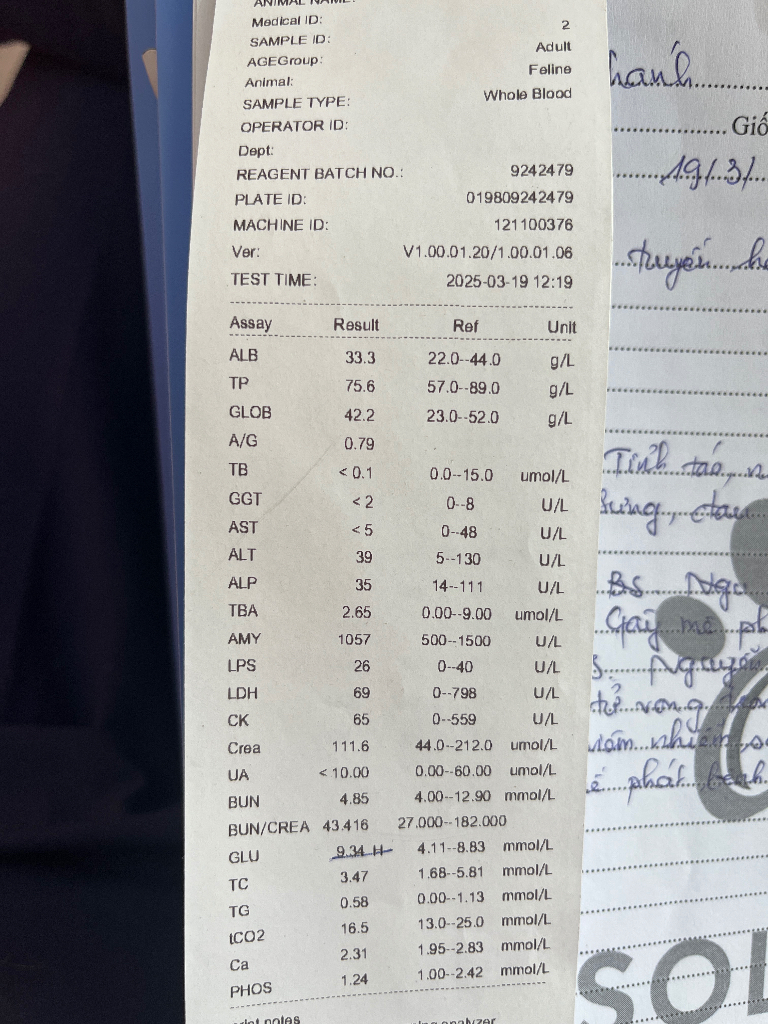 ANIMAL NAME:
Medical ID:
SAMPLE ID: 2
AGEGroup: Adult
Animal: Feline
SAMPLE TYPE: Whole Blood
OPERATOR ID:
Dept:
REAGENT BATCH NO.: 9242479
PLATE ID: 019809242479
MACHINE ID: 121100376
Ver: V1.00.01.20/1.00.01.06
TEST TIME: 2025-03-19 12:19
Assay Result Ref Unit
ALB 33.3 22.0--44.0 g/L
TP 75.6 57.0--89.0 g/L
GLOB 42.2 23.0--52.0 g/L
A/G 0.79
TB < 0.1 0.0--15.0 umol/L
GGT < 2 0--8 U/L
AST < 5 0--48 U/L
ALT 39 5--130 U/L
ALP 35 14--111 U/L
TBA 2.65 0.00--9.00 umol/L
AMY 1057 500--1500 U/L
LPS 26 0--40 U/L
LDH 69 0--798 U/L
CK 65 0--559 U/L
Crea 111.6 44.0--212.0 umol/L
UA < 10.00 0.00--60.00 umol/L
BUN 4.85 4.00--12.90 mmol/L
BUN/CREA 43.416 27.000--182.000
GLU 9.34 H 4.11--8.83 mmol/L
TC 3.47 1.68--5.81 mmol/L
TG 0.58 0.00--1.13 mmol/L
tCO2 16.5 13.0--25.0 mmol/L
Ca 2.31 1.95--2.83 mmol/L
PHOS 1.24 1.00--2.42 mmol/L
notes analyzer
hanh
Giố
19/3/
truyền
Tỉnh táo,
BS Ngu
Gây mê ph
Nguyễn
tử vong
nhiễm
phát bệnh
SOL